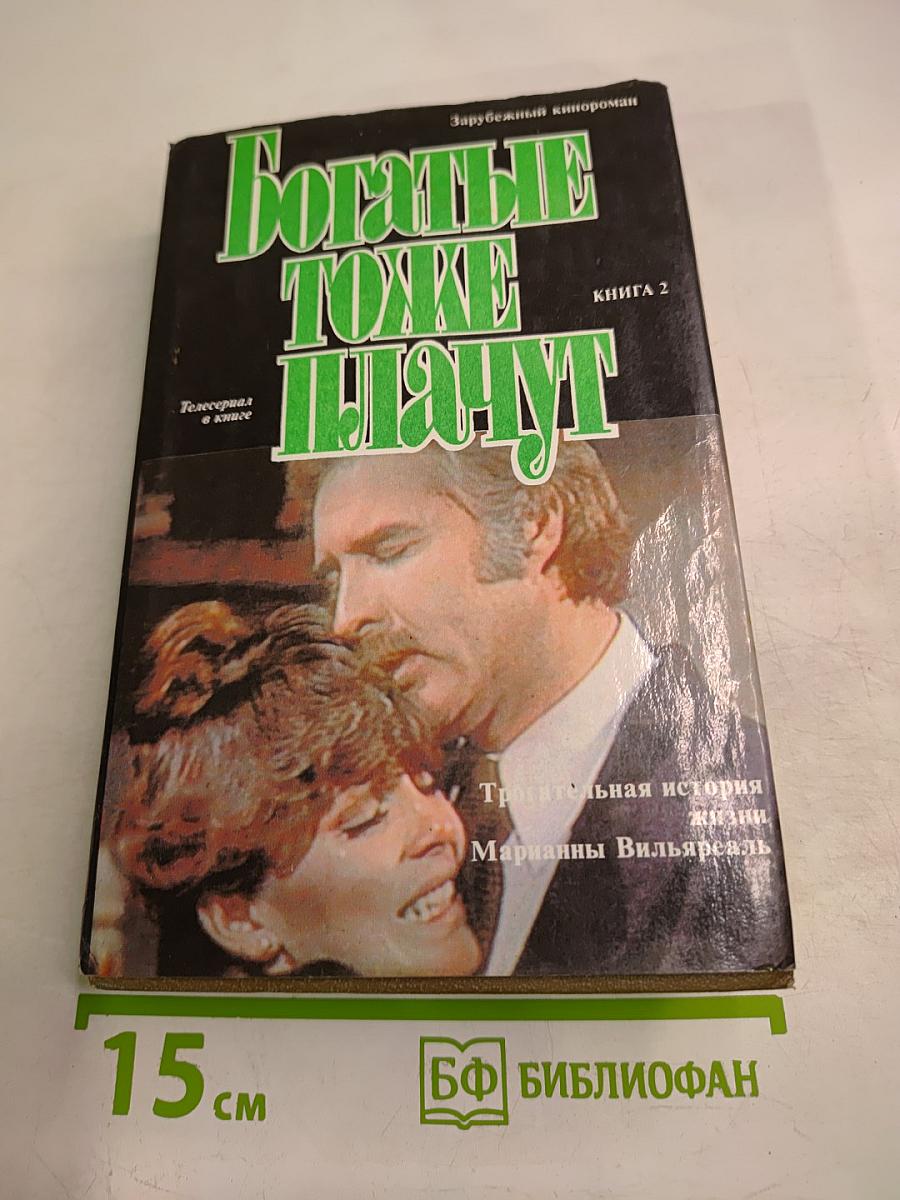 Зарубежный кинороман
Богатые
тоже
КНИГА 2
плачут
Телесериал
в книге
Трогательная история
жизни
Марианны Вильяреаль
15 см
БФ БИБЛИОФАН